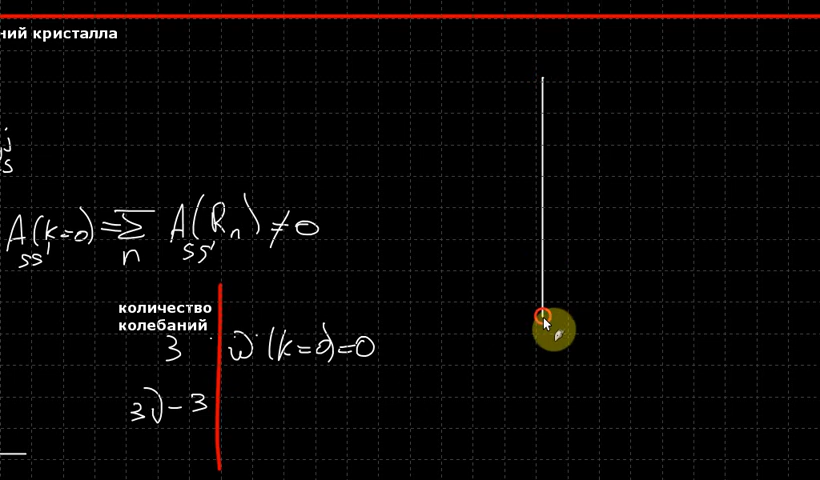 ний кристалла
j
s
A(k=0) = Σ A(Rn) ≠ 0
ss' n ss'
количество
колебаний
3 ω (k=0)=0
3ν-3